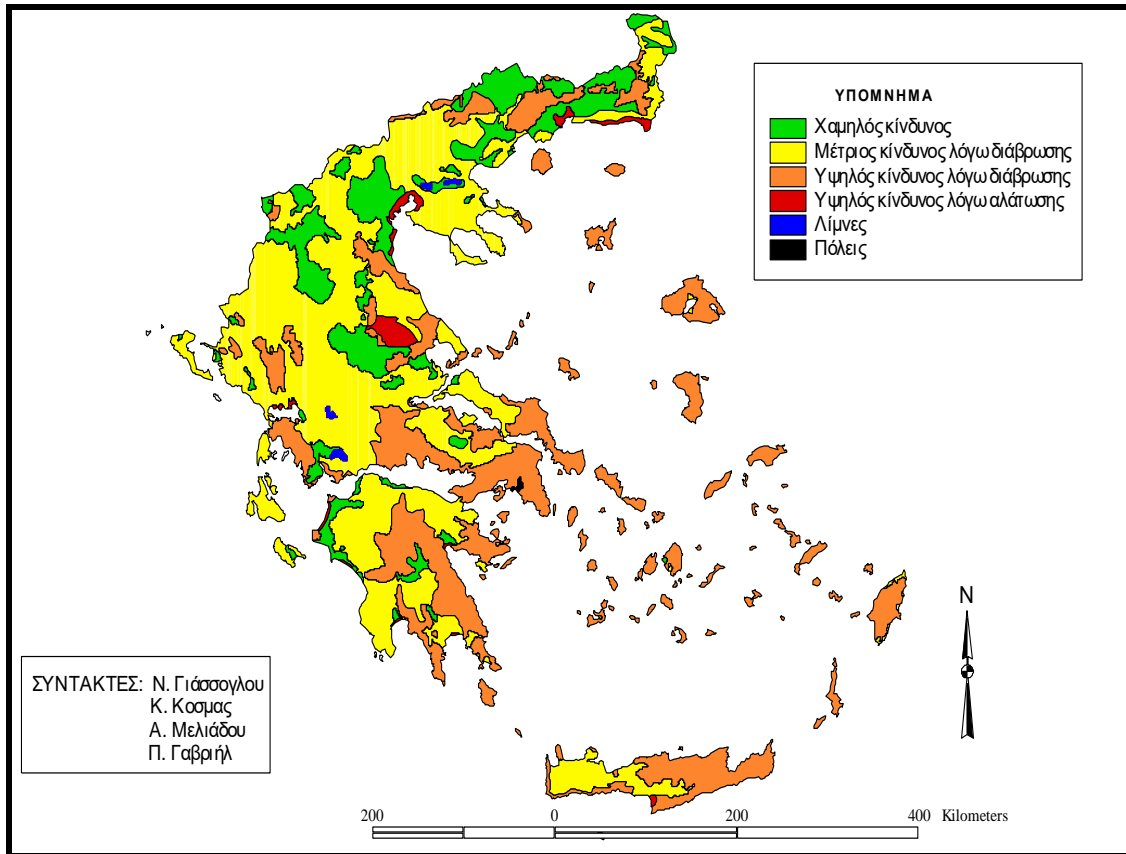 ΥΠΟΜΝΗΜΑ
Χαμηλός κίνδυνος
Μέτριος κίνδυνος λόγω διάβρωσης
Υψηλός κίνδυνος λόγω διάβρωσης
Υψηλός κίνδυνος λόγω αλάτωσης
Λίμνες
Πόλεις
N
ΣΥΝΤΑΚΤΕΣ: Ν. Γιάσσογλου
Κ. Κοσμας
Α. Μελιάδου
Π. Γαβριήλ
200 0 200 400 Kilometers